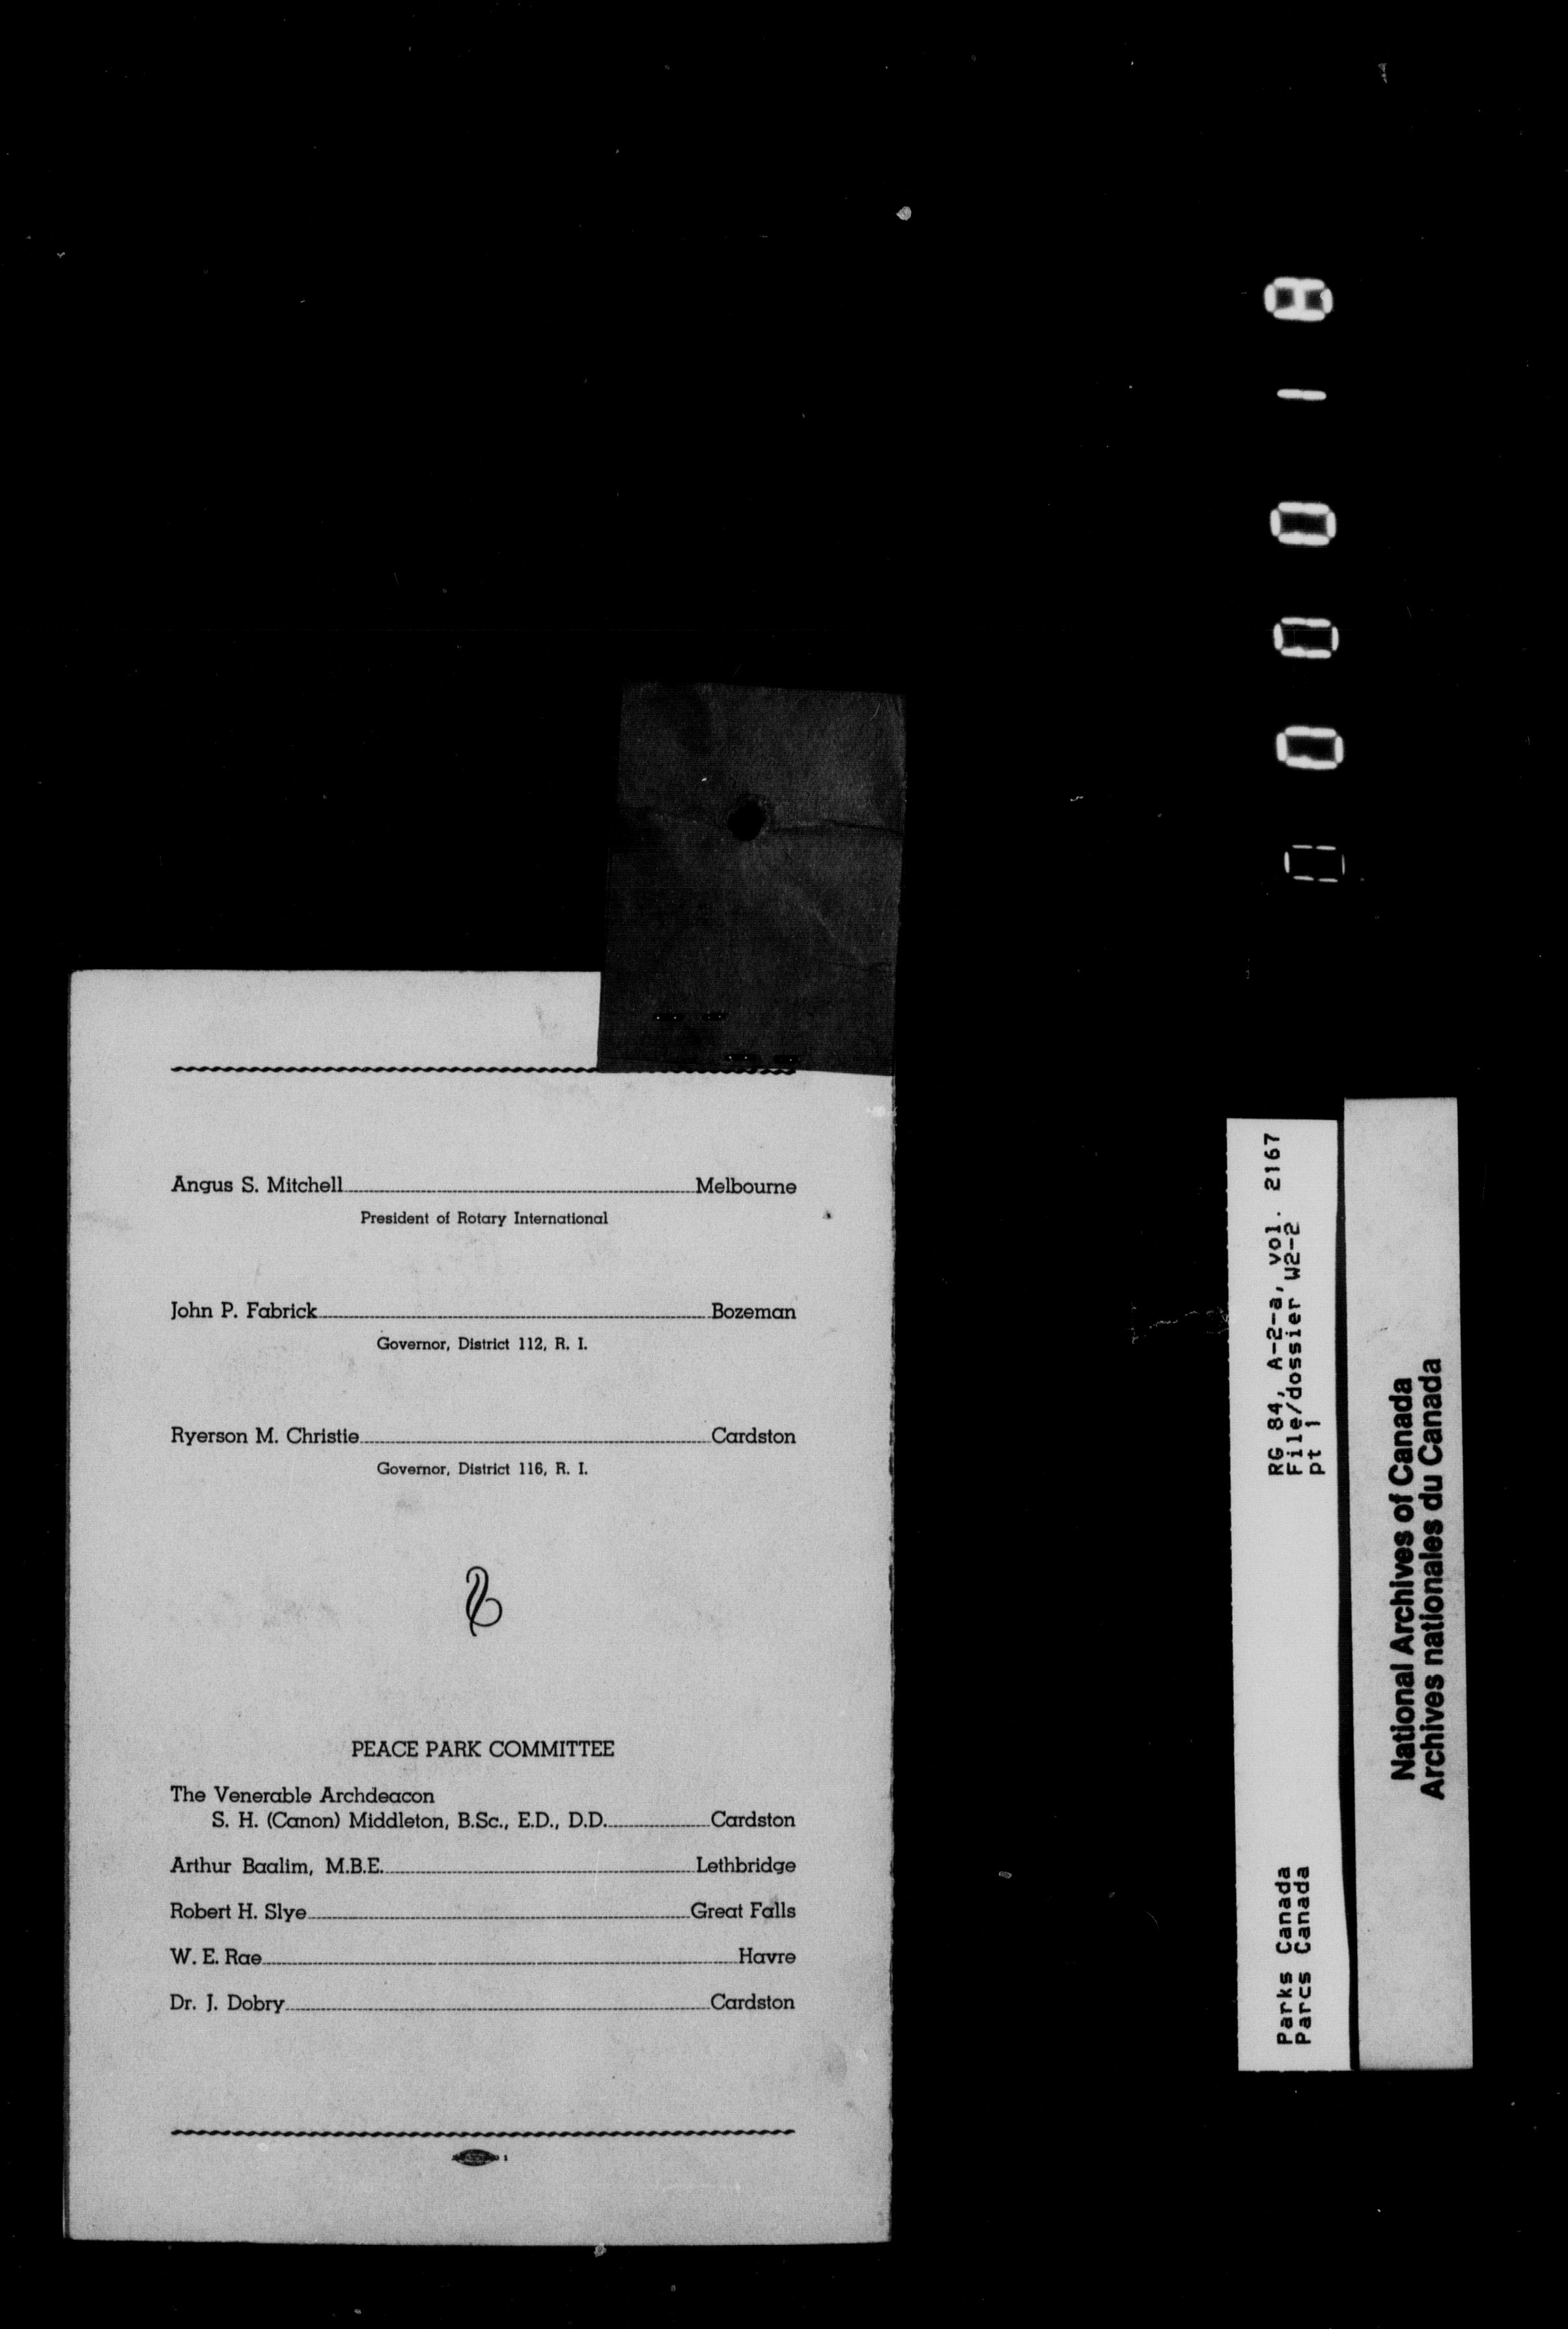 Angus S. Mitchell Melbourne
President of Rotary International
John P. Fabrick Bozeman
Governor, District 112, R. I.
Ryerson M. Christie Cardston
Governor, District 116, R. I.
PEACE PARK COMMITTEE
The Venerable Archdeacon
S. H. (Canon) Middleton, B.Sc., E.D., D.D. Cardston
Arthur Baalim, M.B.E. Lethbridge
Robert H. Slye Great Falls
W. E. Rae Havre
Dr. J. Dobry Cardston
RG 84, A-2-a, vol. 2167
File/dossier W2-2
pt 1
Parks Canada
Parcs Canada
National Archives of Canada
Archives nationales du Canada